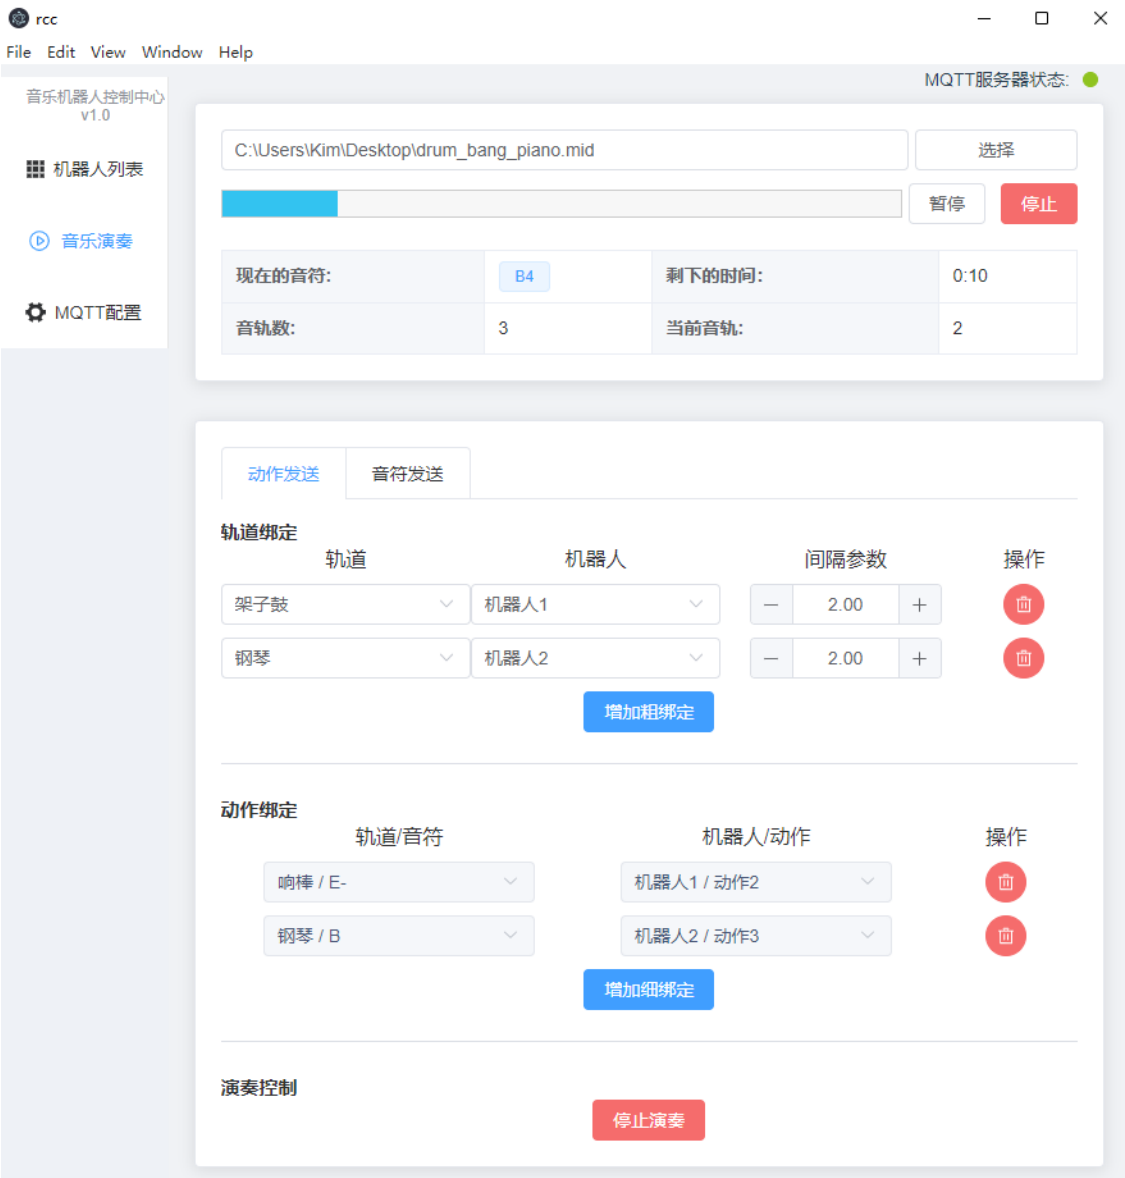 rcc
File Edit View Window Help
MQTT服务器状态:
音乐机器人控制中心
v1.0
机器人列表
音乐演奏
MQTT配置
C:\Users\Kim\Desktop\drum_bang_piano.mid 选择
暂停 停止
现在的音符: B4 剩下的时间: 0:10
音轨数: 3 当前音轨: 2
动作发送 音符发送
轨道绑定
轨道 机器人 间隔参数 操作
架子鼓 机器人1 2.00
钢琴 机器人2 2.00
增加粗绑定
动作绑定
轨道/音符 机器人/动作 操作
响棒 / E- 机器人1 / 动作2
钢琴 / B 机器人2 / 动作3
增加细绑定
演奏控制
停止演奏